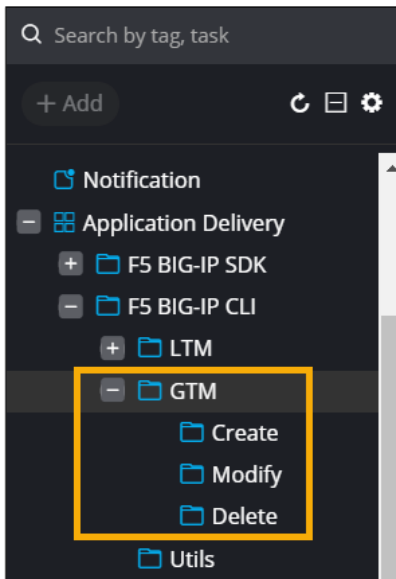 Search by tag, task
+ Add
Notification
Application Delivery
F5 BIG-IP SDK
F5 BIG-IP CLI
LTM
GTM
Create
Modify
Delete
Utils